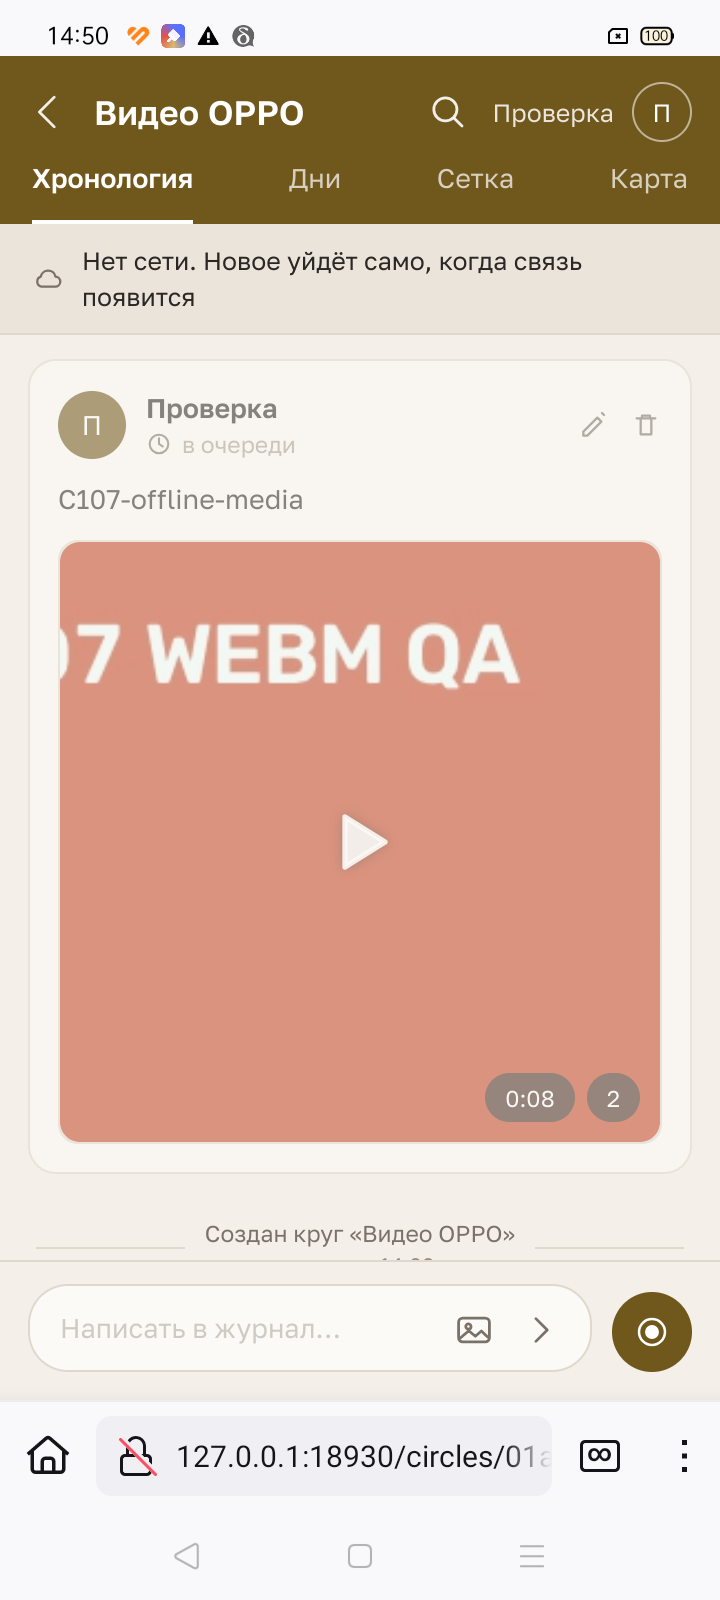 14:50
100
Видео OPPO
Проверка
П
Хронология
Дни
Сетка
Карта
Нет сети. Новое уйдёт само, когда связь
появится
П
Проверка
в очереди
C107-offline-media
07 WEBM QA
0:08
2
Создан круг «Видео OPPO»
Написать в журнал...
127.0.0.1:18930/circles/01a